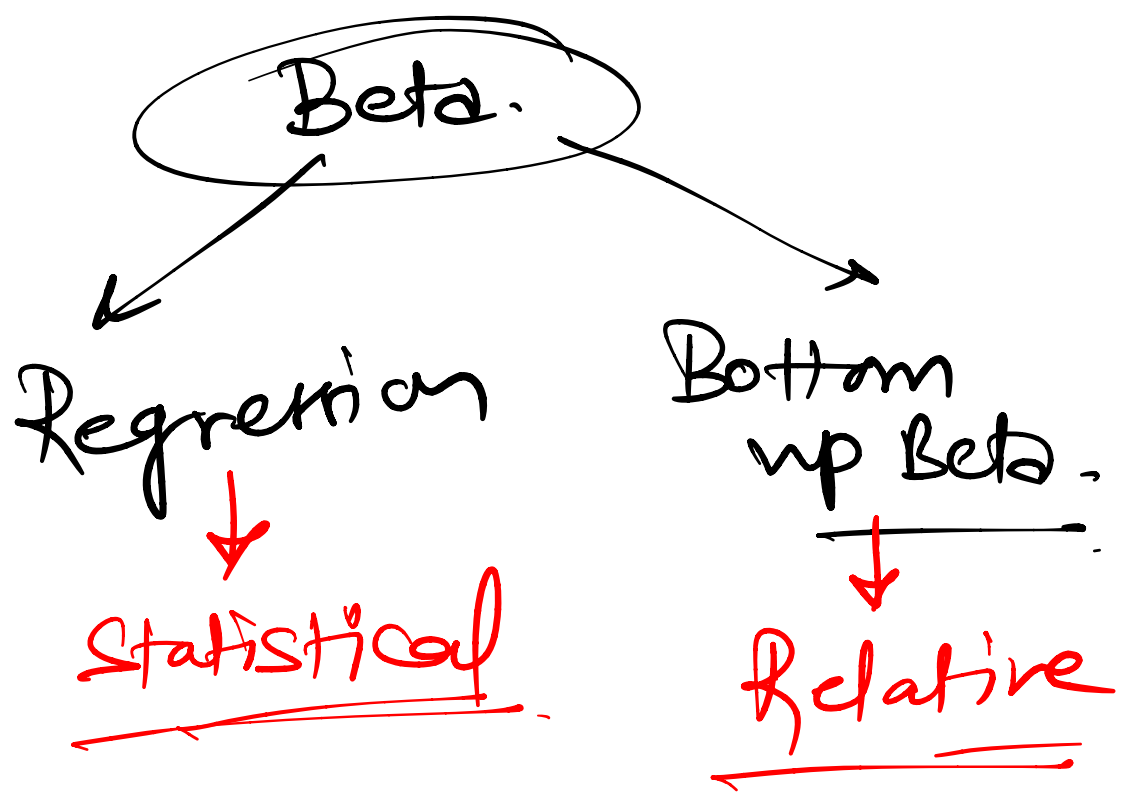 Beta.
Regression
Bottom
up Beta.
Statistical
Relative